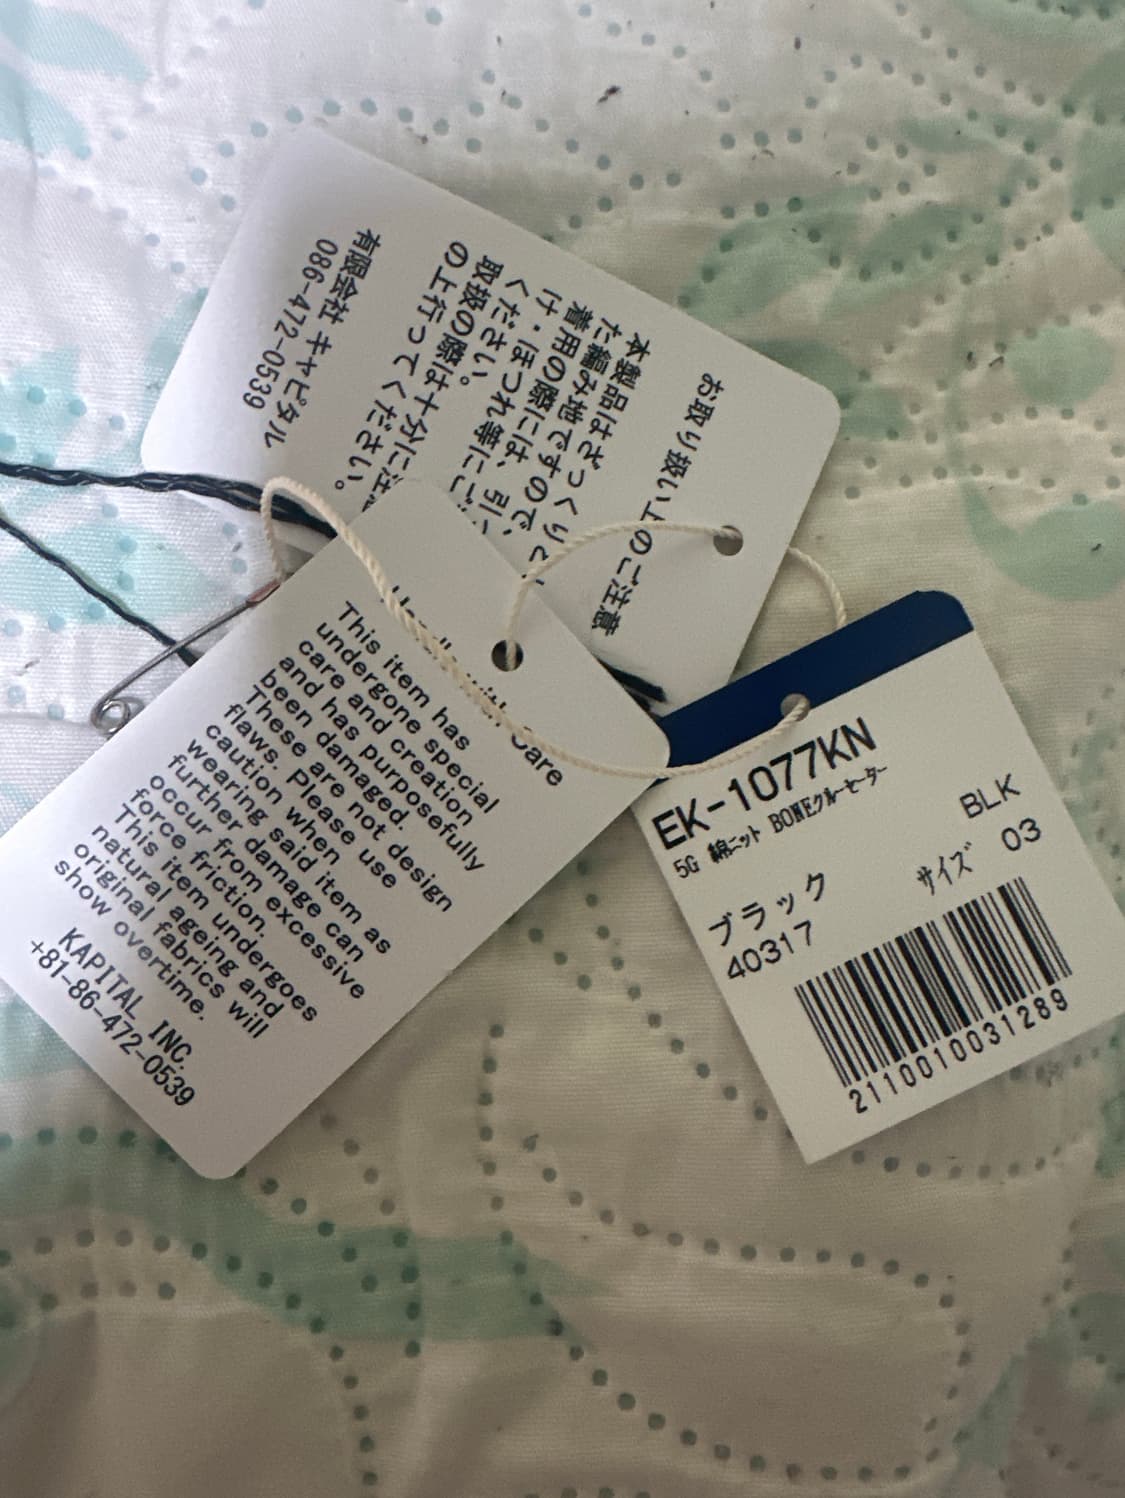 お取り扱い上のご注意
本製品はざっくりと
た編み地ですので、
着用の際には、引っ
け・ほつれ等にご
ください。
取扱の際は十分に注
の上行ってください。
有限会社 キャピタル
086-472-0539
Handle with Care
This item has
undergone special
care and creation
and has purposefully
been damaged.
These are not design
flaws. Please use
caution when
wearing said item as
further damage can
occur from excessive
force friction.
This item undergoes
natural ageing and
original fabrics will
show overtime.
KAPITAL INC.
+81-86-472-0539
EK-1077KN
5G 綿ニット BONEクルーセーター
BLK
ブラック サイズ 03
40317
2110010031289